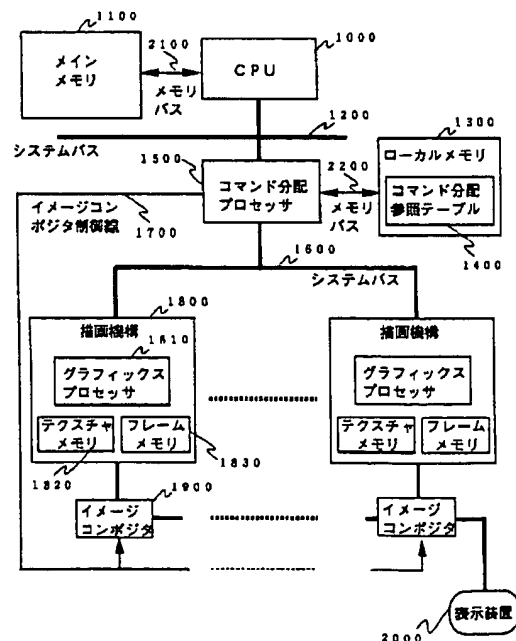 1100
メイン
メモリ
2100
メモリ
バス
1000
CPU
1200
システムバス
1500
コマンド分配
プロセッサ
2200
メモリ
バス
1300
ローカルメモリ
コマンド分配
参照テーブル
1400
イメージコン
ポジタ制御線
1700
1600
システムバス
1800
描画機構
1810
グラフィックス
プロセッサ
テクスチャ
メモリ
フレーム
メモリ
1820
1830
1900
イメージ
コンポジタ
描画機構
グラフィックス
プロセッサ
テクスチャ
メモリ
フレーム
メモリ
イメージ
コンポジタ
表示装置
2000